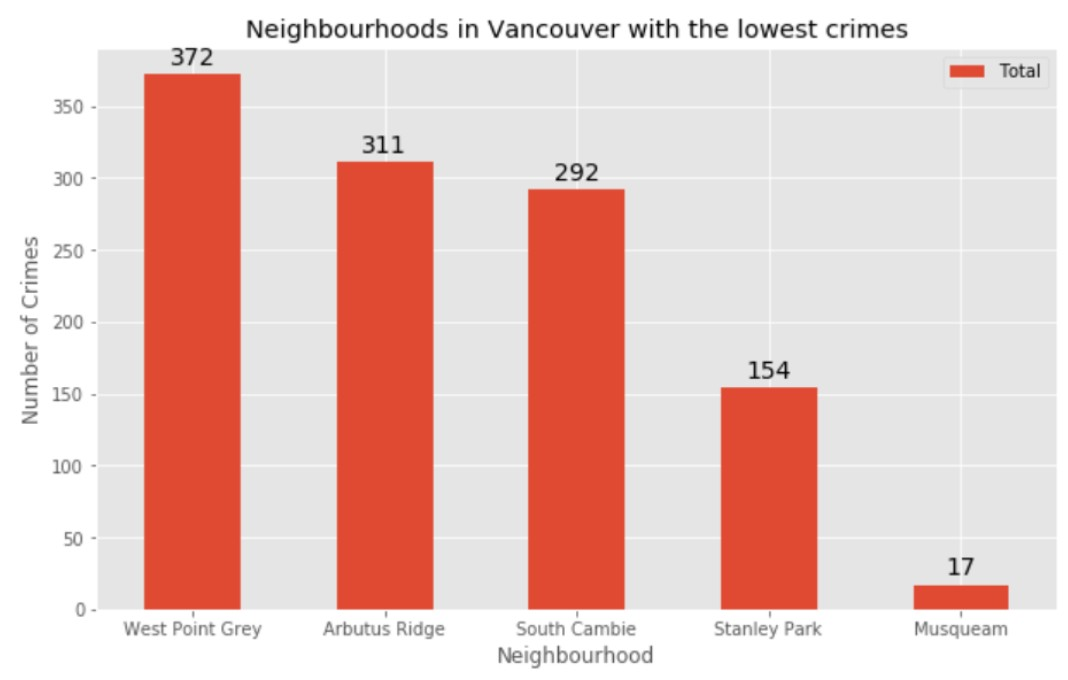 Neighbourhoods in Vancouver with the lowest crimes
372
Total
350
311
300
292
250
200
154
150
100
50
17
0
West Point Grey Arbutus Ridge South Cambie Stanley Park Musqueam
Neighbourhood
Number of Crimes